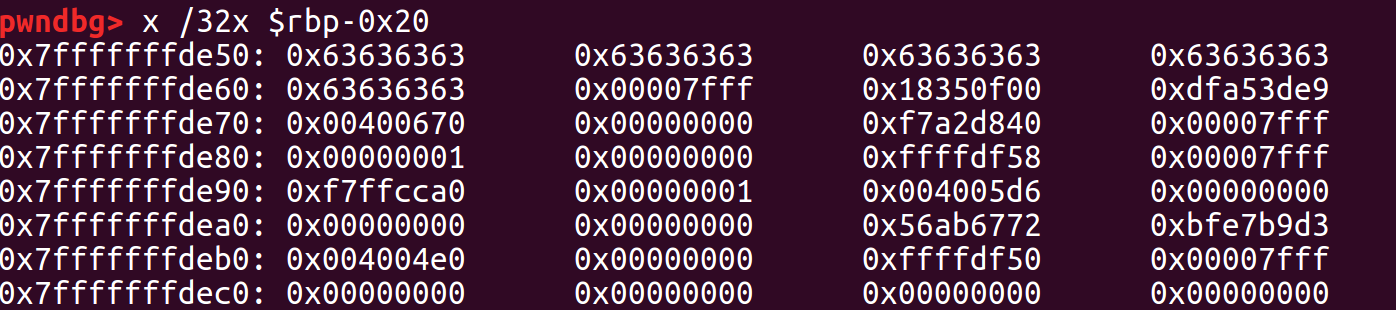 pwndbg> x /32x $rbp-0x20
0x7fffffffde50: 0x63636363 0x63636363 0x63636363 0x63636363
0x7fffffffde60: 0x63636363 0x00007fff 0x18350f00 0xdfa53de9
0x7fffffffde70: 0x00400670 0x00000000 0xf7a2d840 0x00007fff
0x7fffffffde80: 0x00000001 0x00000000 0xffffdf58 0x00007fff
0x7fffffffde90: 0xf7ffcca0 0x00000001 0x004005d6 0x00000000
0x7fffffffdea0: 0x00000000 0x00000000 0x56ab6772 0xbfe7b9d3
0x7fffffffdeb0: 0x004004e0 0x00000000 0xffffdf50 0x00007fff
0x7fffffffdec0: 0x00000000 0x00000000 0x00000000 0x00000000